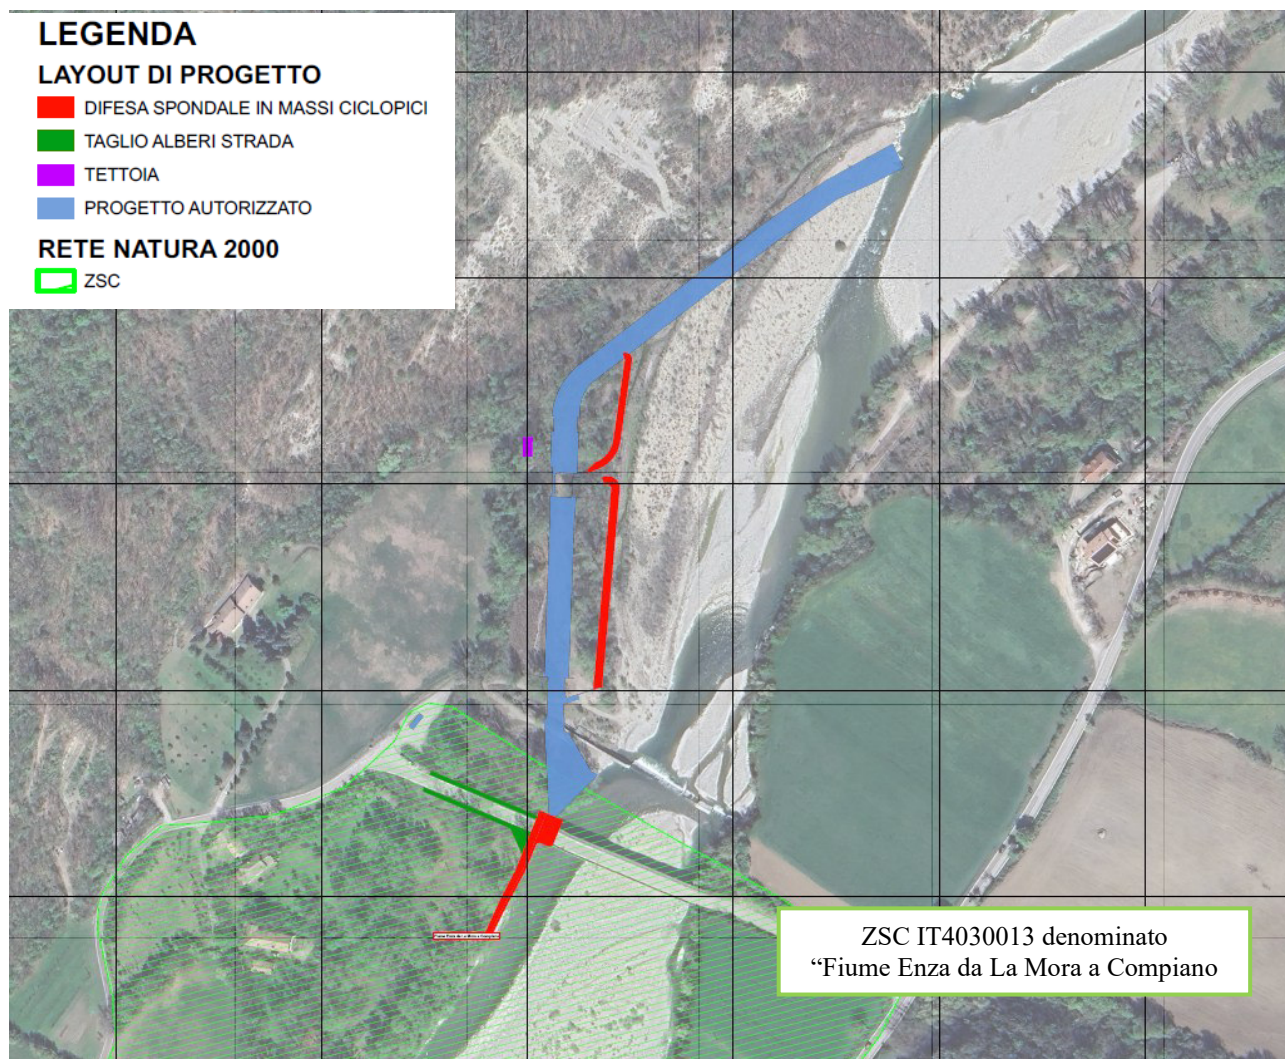 LEGENDA
LAYOUT DI PROGETTO
DIFESA SPONDALE IN MASSI CICLOPICI
TAGLIO ALBERI STRADA
TETTOIA
PROGETTO AUTORIZZATO
RETE NATURA 2000
ZSC
ZSC IT4030013 denominato
“Fiume Enza da La Mora a Compiano